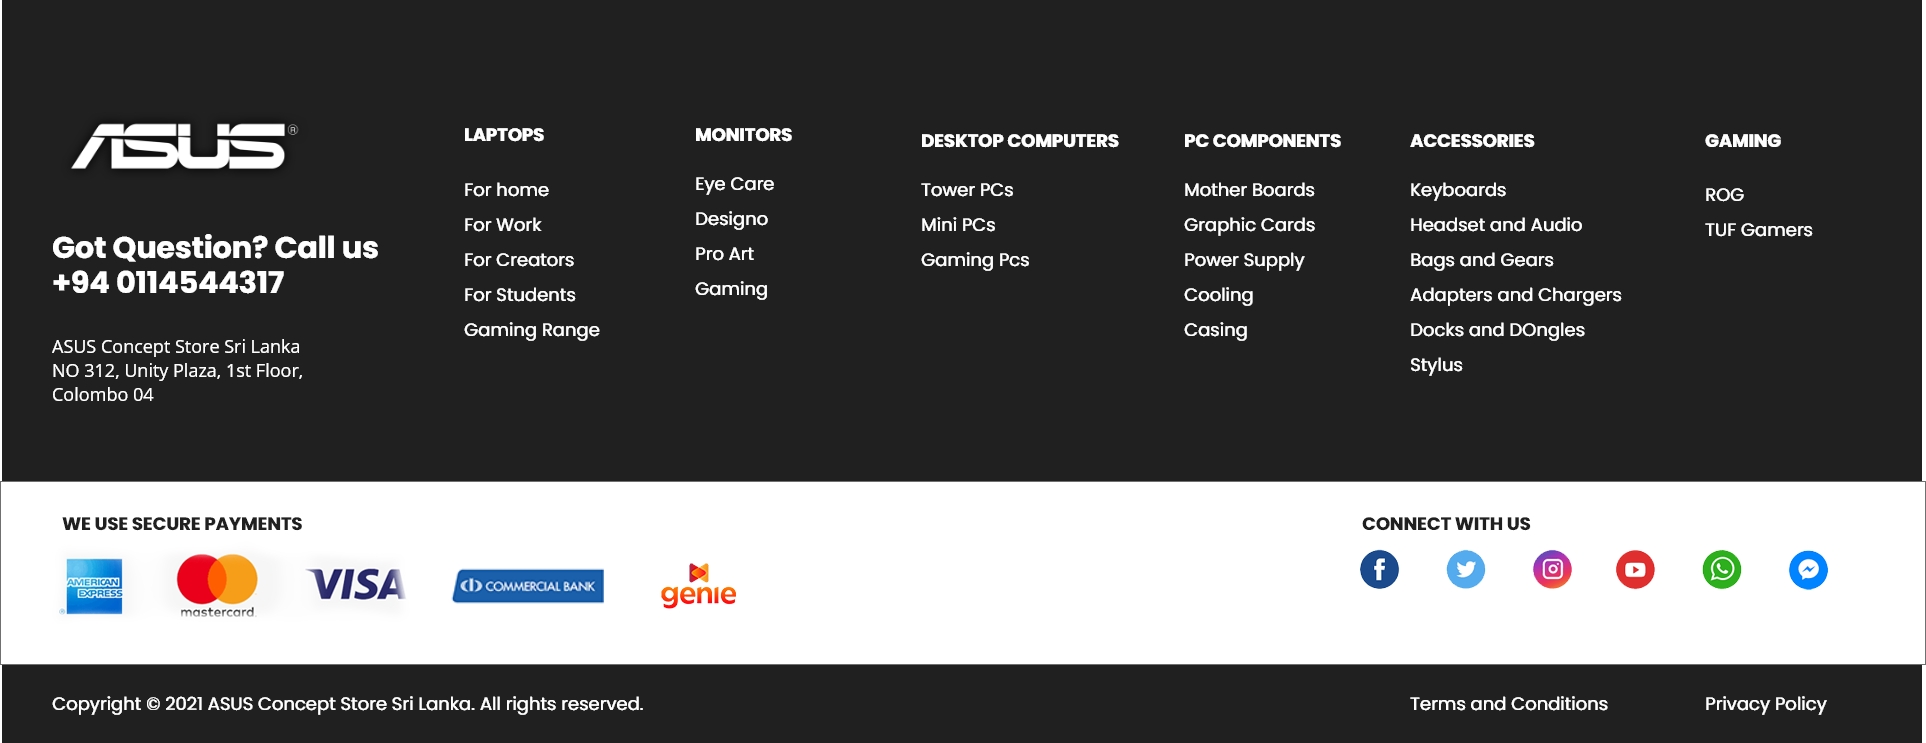 ASUS®
Got Question? Call us
+94 0114544317
ASUS Concept Store Sri Lanka
NO 312, Unity Plaza, 1st Floor,
Colombo 04
LAPTOPS
For home
For Work
For Creators
For Students
Gaming Range
MONITORS
Eye Care
Designo
Pro Art
Gaming
DESKTOP COMPUTERS
Tower PCs
Mini PCs
Gaming Pcs
PC COMPONENTS
Mother Boards
Graphic Cards
Power Supply
Cooling
Casing
ACCESSORIES
Keyboards
Headset and Audio
Bags and Gears
Adapters and Chargers
Docks and DOngles
Stylus
GAMING
ROG
TUF Gamers
WE USE SECURE PAYMENTS
AMERICAN
EXPRESS
®
mastercard
VISA
COMMERCIAL BANK
genie
CONNECT WITH US
Copyright © 2021 ASUS Concept Store Sri Lanka. All rights reserved.
Terms and Conditions
Privacy Policy